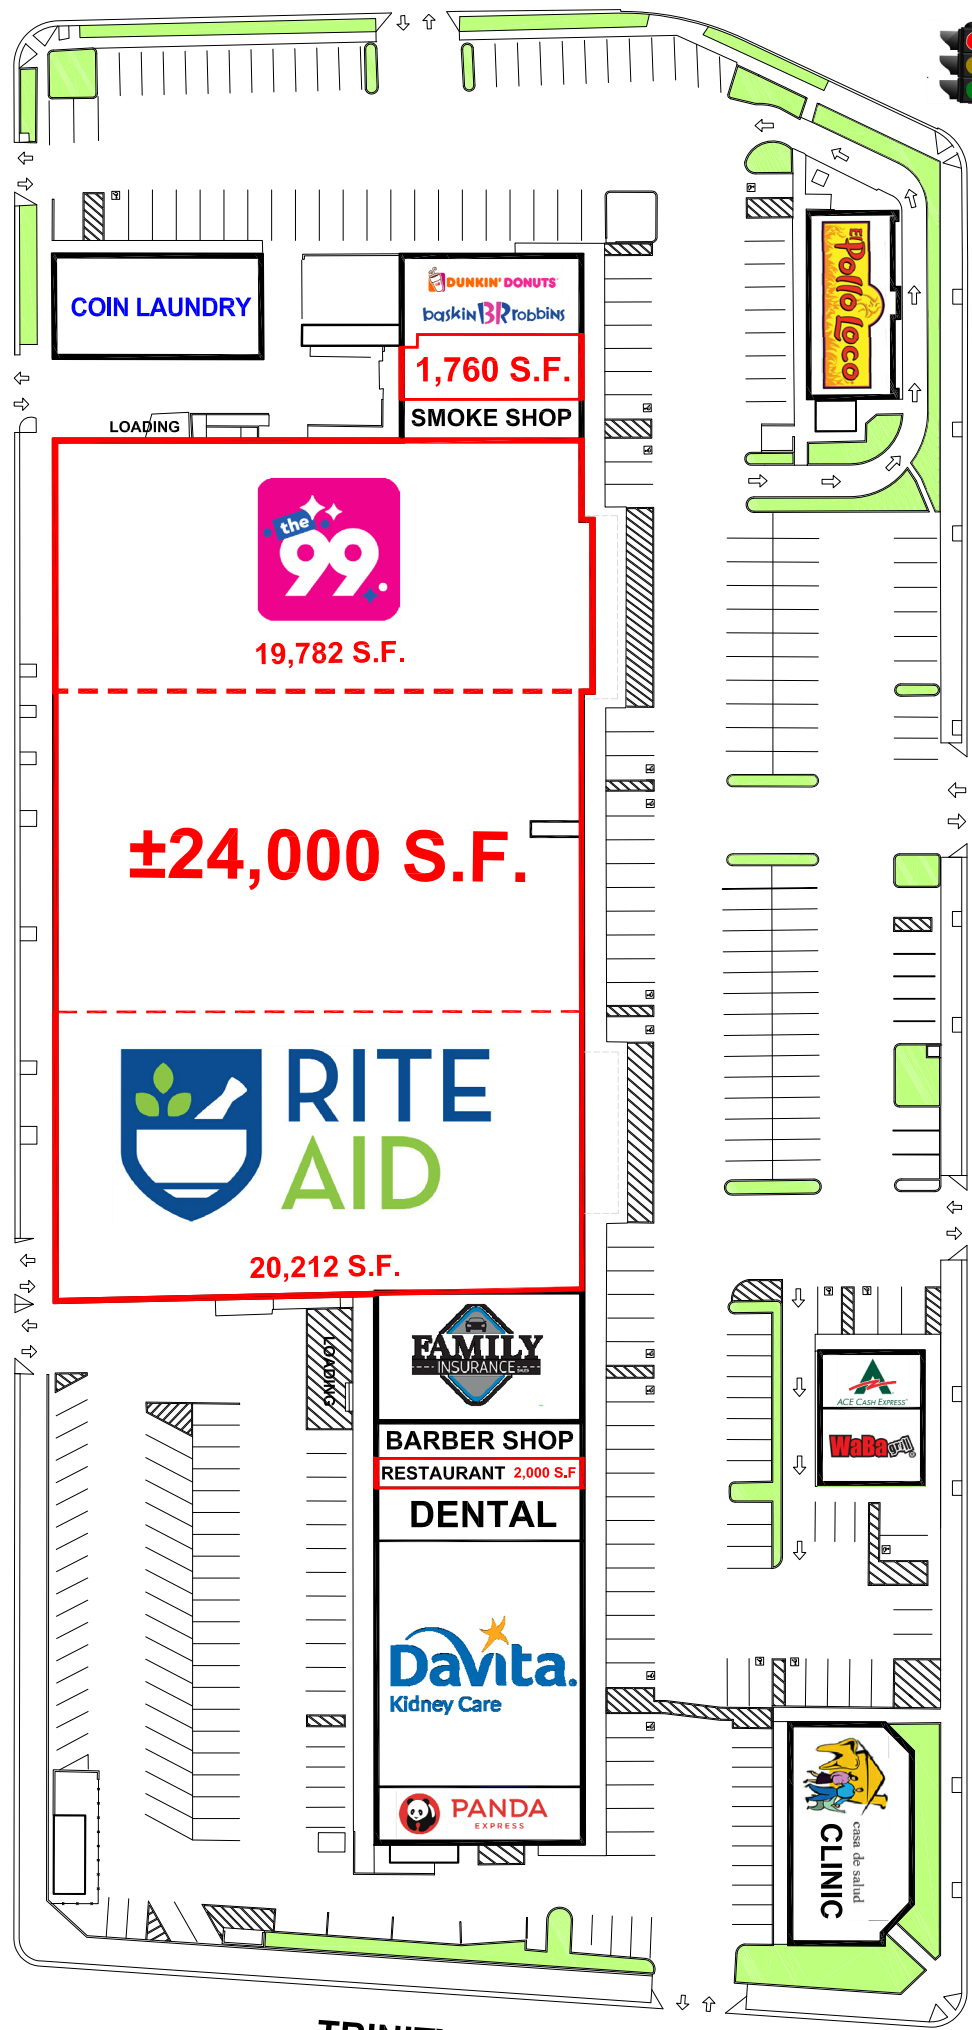 COIN LAUNDRY
DUNKIN' DONUTS
baskin BR robbins
1,760 S.F.
SMOKE SHOP
LOADING
El Pollo Loco
the
99
19,782 S.F.
±24,000 S.F.
RITE
AID
20,212 S.F.
LOADING
FAMILY
INSURANCE SALES
BARBER SHOP
RESTAURANT 2,000 S.F
DENTAL
DaVita.
Kidney Care
PANDA
EXPRESS
ACE CASH EXPRESS
WaBa grill
casa de salud
CLINIC